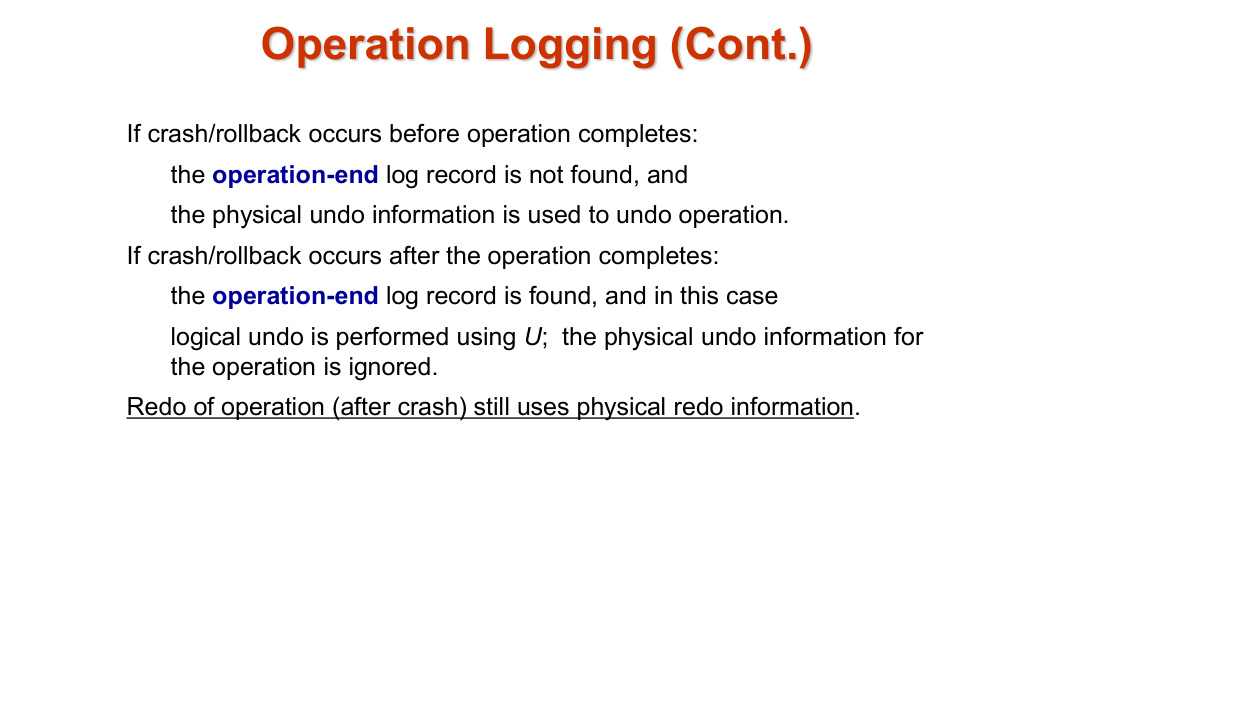 Operation Logging (Cont.)
If crash/rollback occurs before operation completes:
the operation-end log record is not found, and
the physical undo information is used to undo operation.
If crash/rollback occurs after the operation completes:
the operation-end log record is found, and in this case
logical undo is performed using U;  the physical undo information for
the operation is ignored.
Redo of operation (after crash) still uses physical redo information.